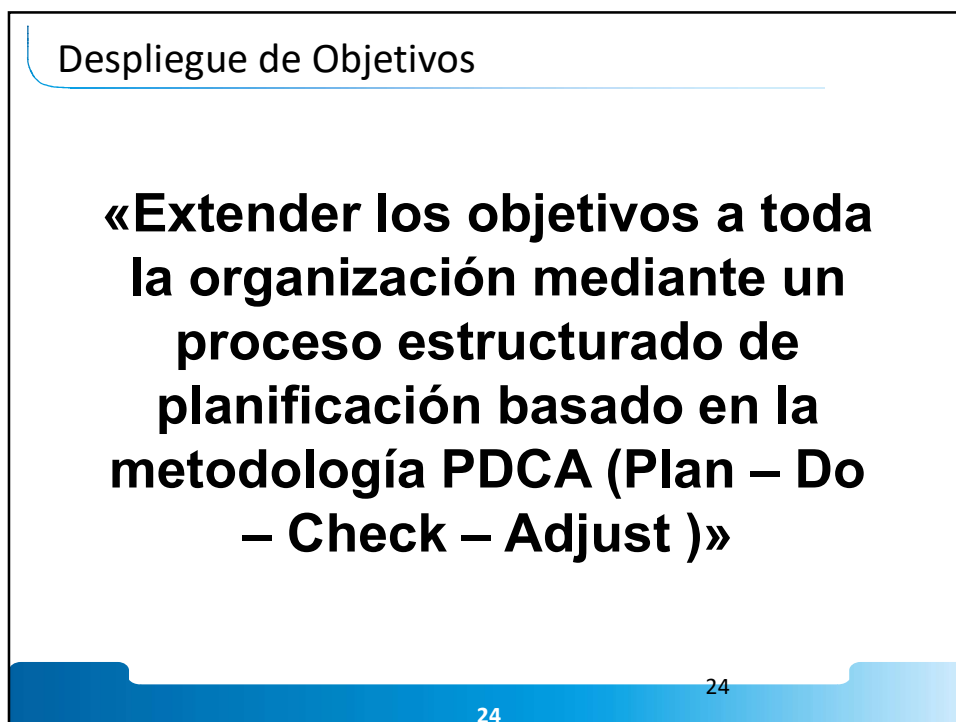 Despliegue de Objetivos
«Extender los objetivos a toda
la organización mediante un
proceso estructurado de
planificación basado en la
metodología PDCA (Plan – Do
– Check – Adjust )»
24
24